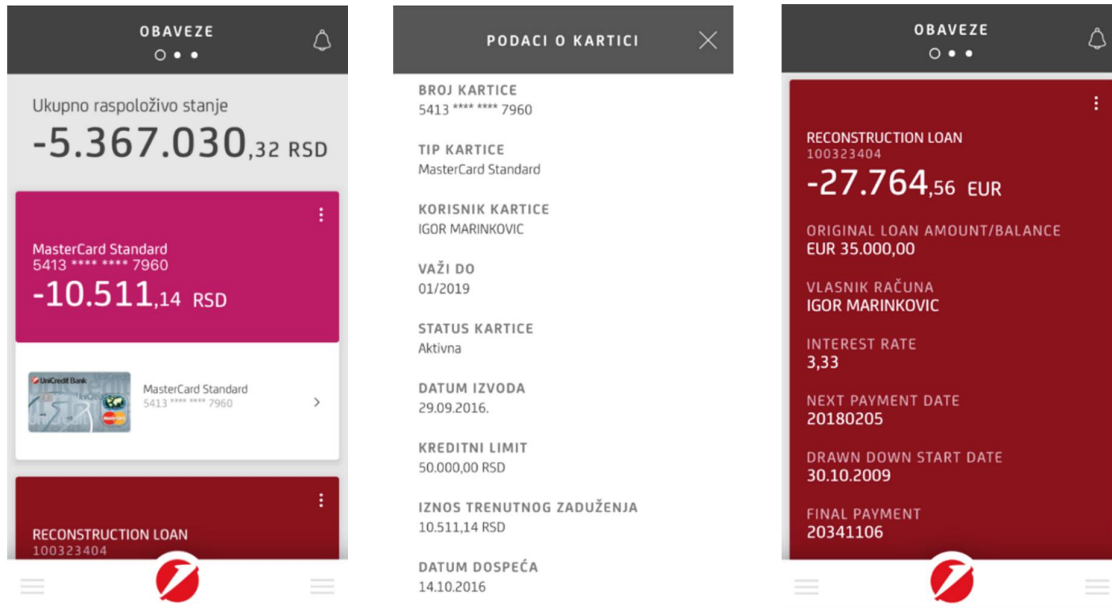 OBAVEZE
Ukupno raspoloživo stanje
-5.367.030,32 RSD
MasterCard Standard
5413 **** **** 7960
-10.511,14 RSD
UniCredit Bank
MasterCard Standard
5413 **** **** 7960
RECONSTRUCTION LOAN
100323404
PODACI O KARTICI
BROJ KARTICE
5413 **** **** 7960
TIP KARTICE
MasterCard Standard
KORISNIK KARTICE
IGOR MARINKOVIC
VAŽI DO
01/2019
STATUS KARTICE
Aktivna
DATUM IZVODA
29.09.2016.
KREDITNI LIMIT
50.000,00 RSD
IZNOS TRENUTNOG ZADUŽENJA
10.511,14 RSD
DATUM DOSPEĆA
14.10.2016
OBAVEZE
RECONSTRUCTION LOAN
100323404
-27.764,56 EUR
ORIGINAL LOAN AMOUNT/BALANCE
EUR 35.000,00
VLASNIK RAČUNA
IGOR MARINKOVIC
INTEREST RATE
3,33
NEXT PAYMENT DATE
20180205
DRAWN DOWN START DATE
30.10.2009
FINAL PAYMENT
20341106